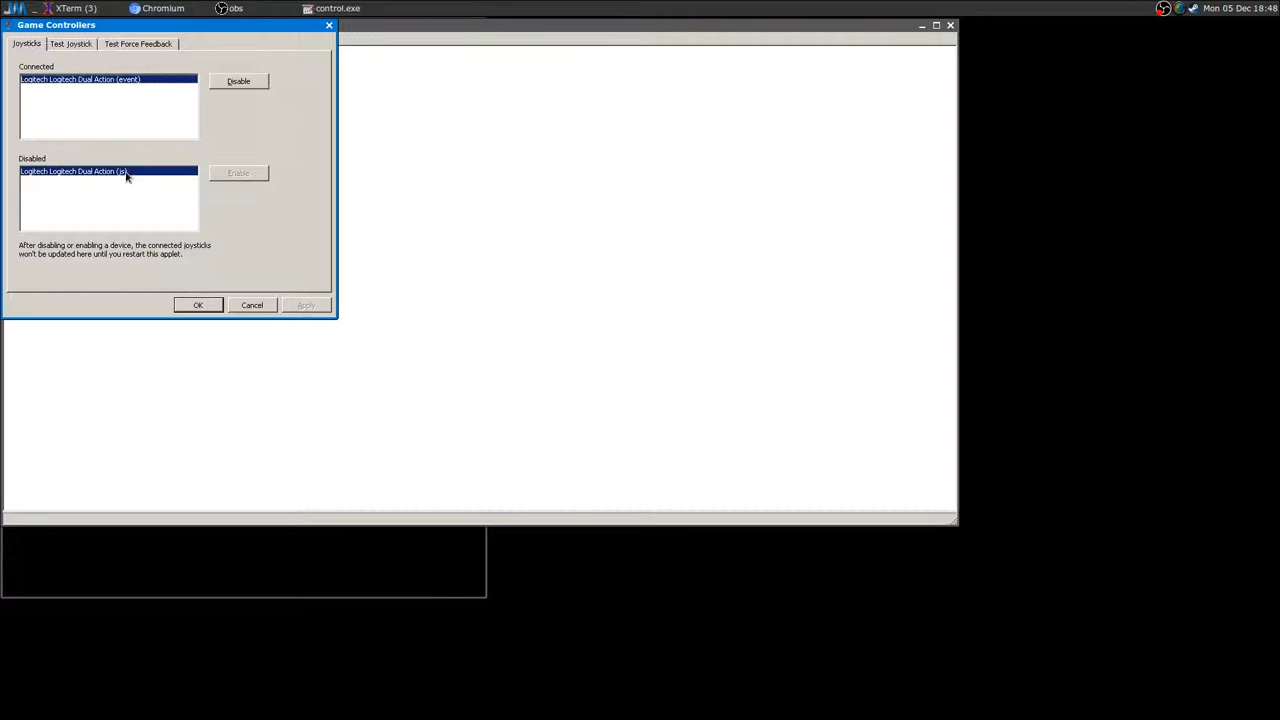 XTerm (3) Chromium obs control.exe Mon 05 Dec 18:48
Game Controllers
Joysticks Test Joystick Test Force Feedback
Connected
Logitech Logitech Dual Action (event)
Disable
Disabled
Logitech Logitech Dual Action (js)
Enable
After disabling or enabling a device, the connected joysticks
won't be updated here until you restart this applet.
OK Cancel Apply